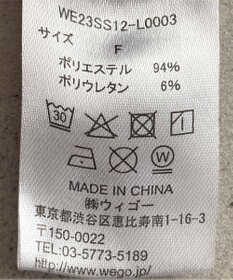 WE23SS12-L0003
サイズ
F
ポリエステル 94%
ポリウレタン 6%
30
W
MADE IN CHINA
㈱ウィゴー
東京都渋谷区恵比寿南1-16-3
〒150-0022
TEL:03-5773-5189
http://www.wego.jp/